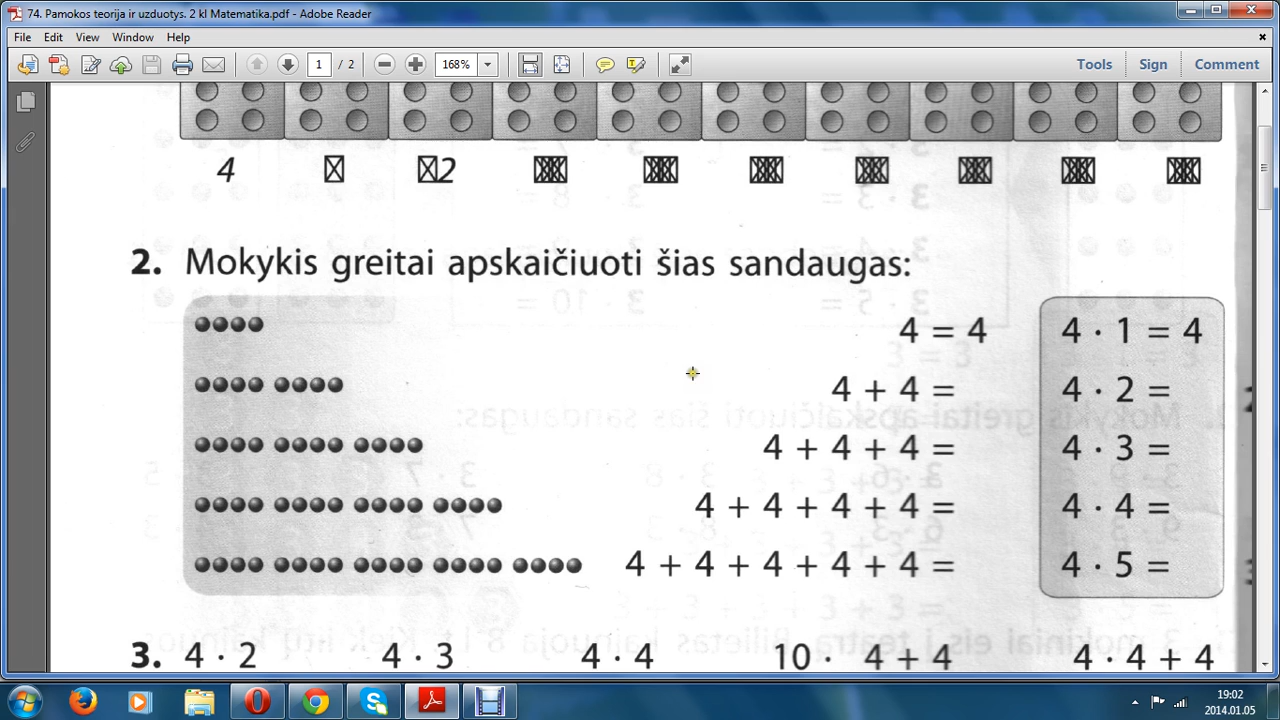 74. Pamokos teorija ir uzduotys. 2 kl Matematika.pdf - Adobe Reader
File Edit View Window Help
1 / 2 168% Tools Sign Comment
4 2
2. Mokykis greitai apskaičiuoti šias sandaugas:
4 = 4 4 · 1 = 4
4 + 4 = 4 · 2 =
4 + 4 + 4 = 4 · 3 =
4 + 4 + 4 + 4 = 4 · 4 =
4 + 4 + 4 + 4 + 4 = 4 · 5 =
3. 4 · 2 4 · 3 4 · 4 10 · 4 + 4 4 · 4 + 4
19:02
2014.01.05